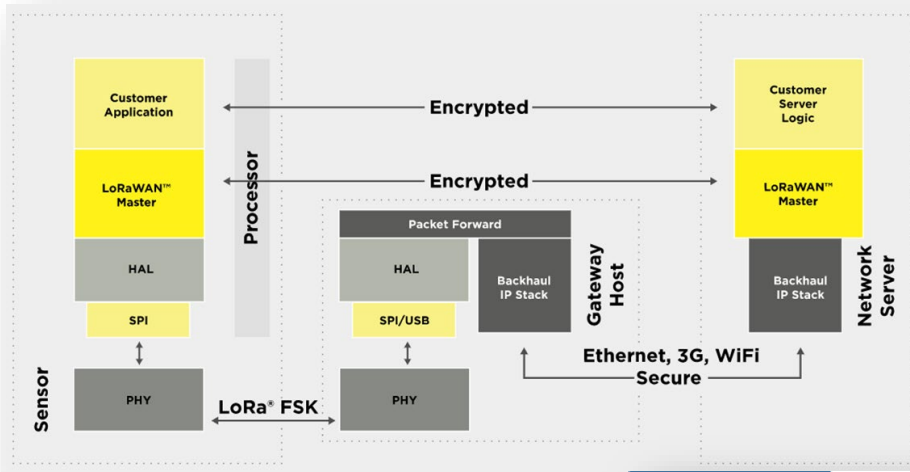 Customer
Application
LoRaWAN™
Master
HAL
SPI
PHY
Sensor
Processor
Encrypted
Encrypted
LoRa® FSK
Packet Forward
HAL
Backhaul
IP Stack
SPI/USB
PHY
Gateway
Host
Ethernet, 3G, WiFi
Secure
Customer
Server
Logic
LoRaWAN™
Master
Backhaul
IP Stack
Network
Server